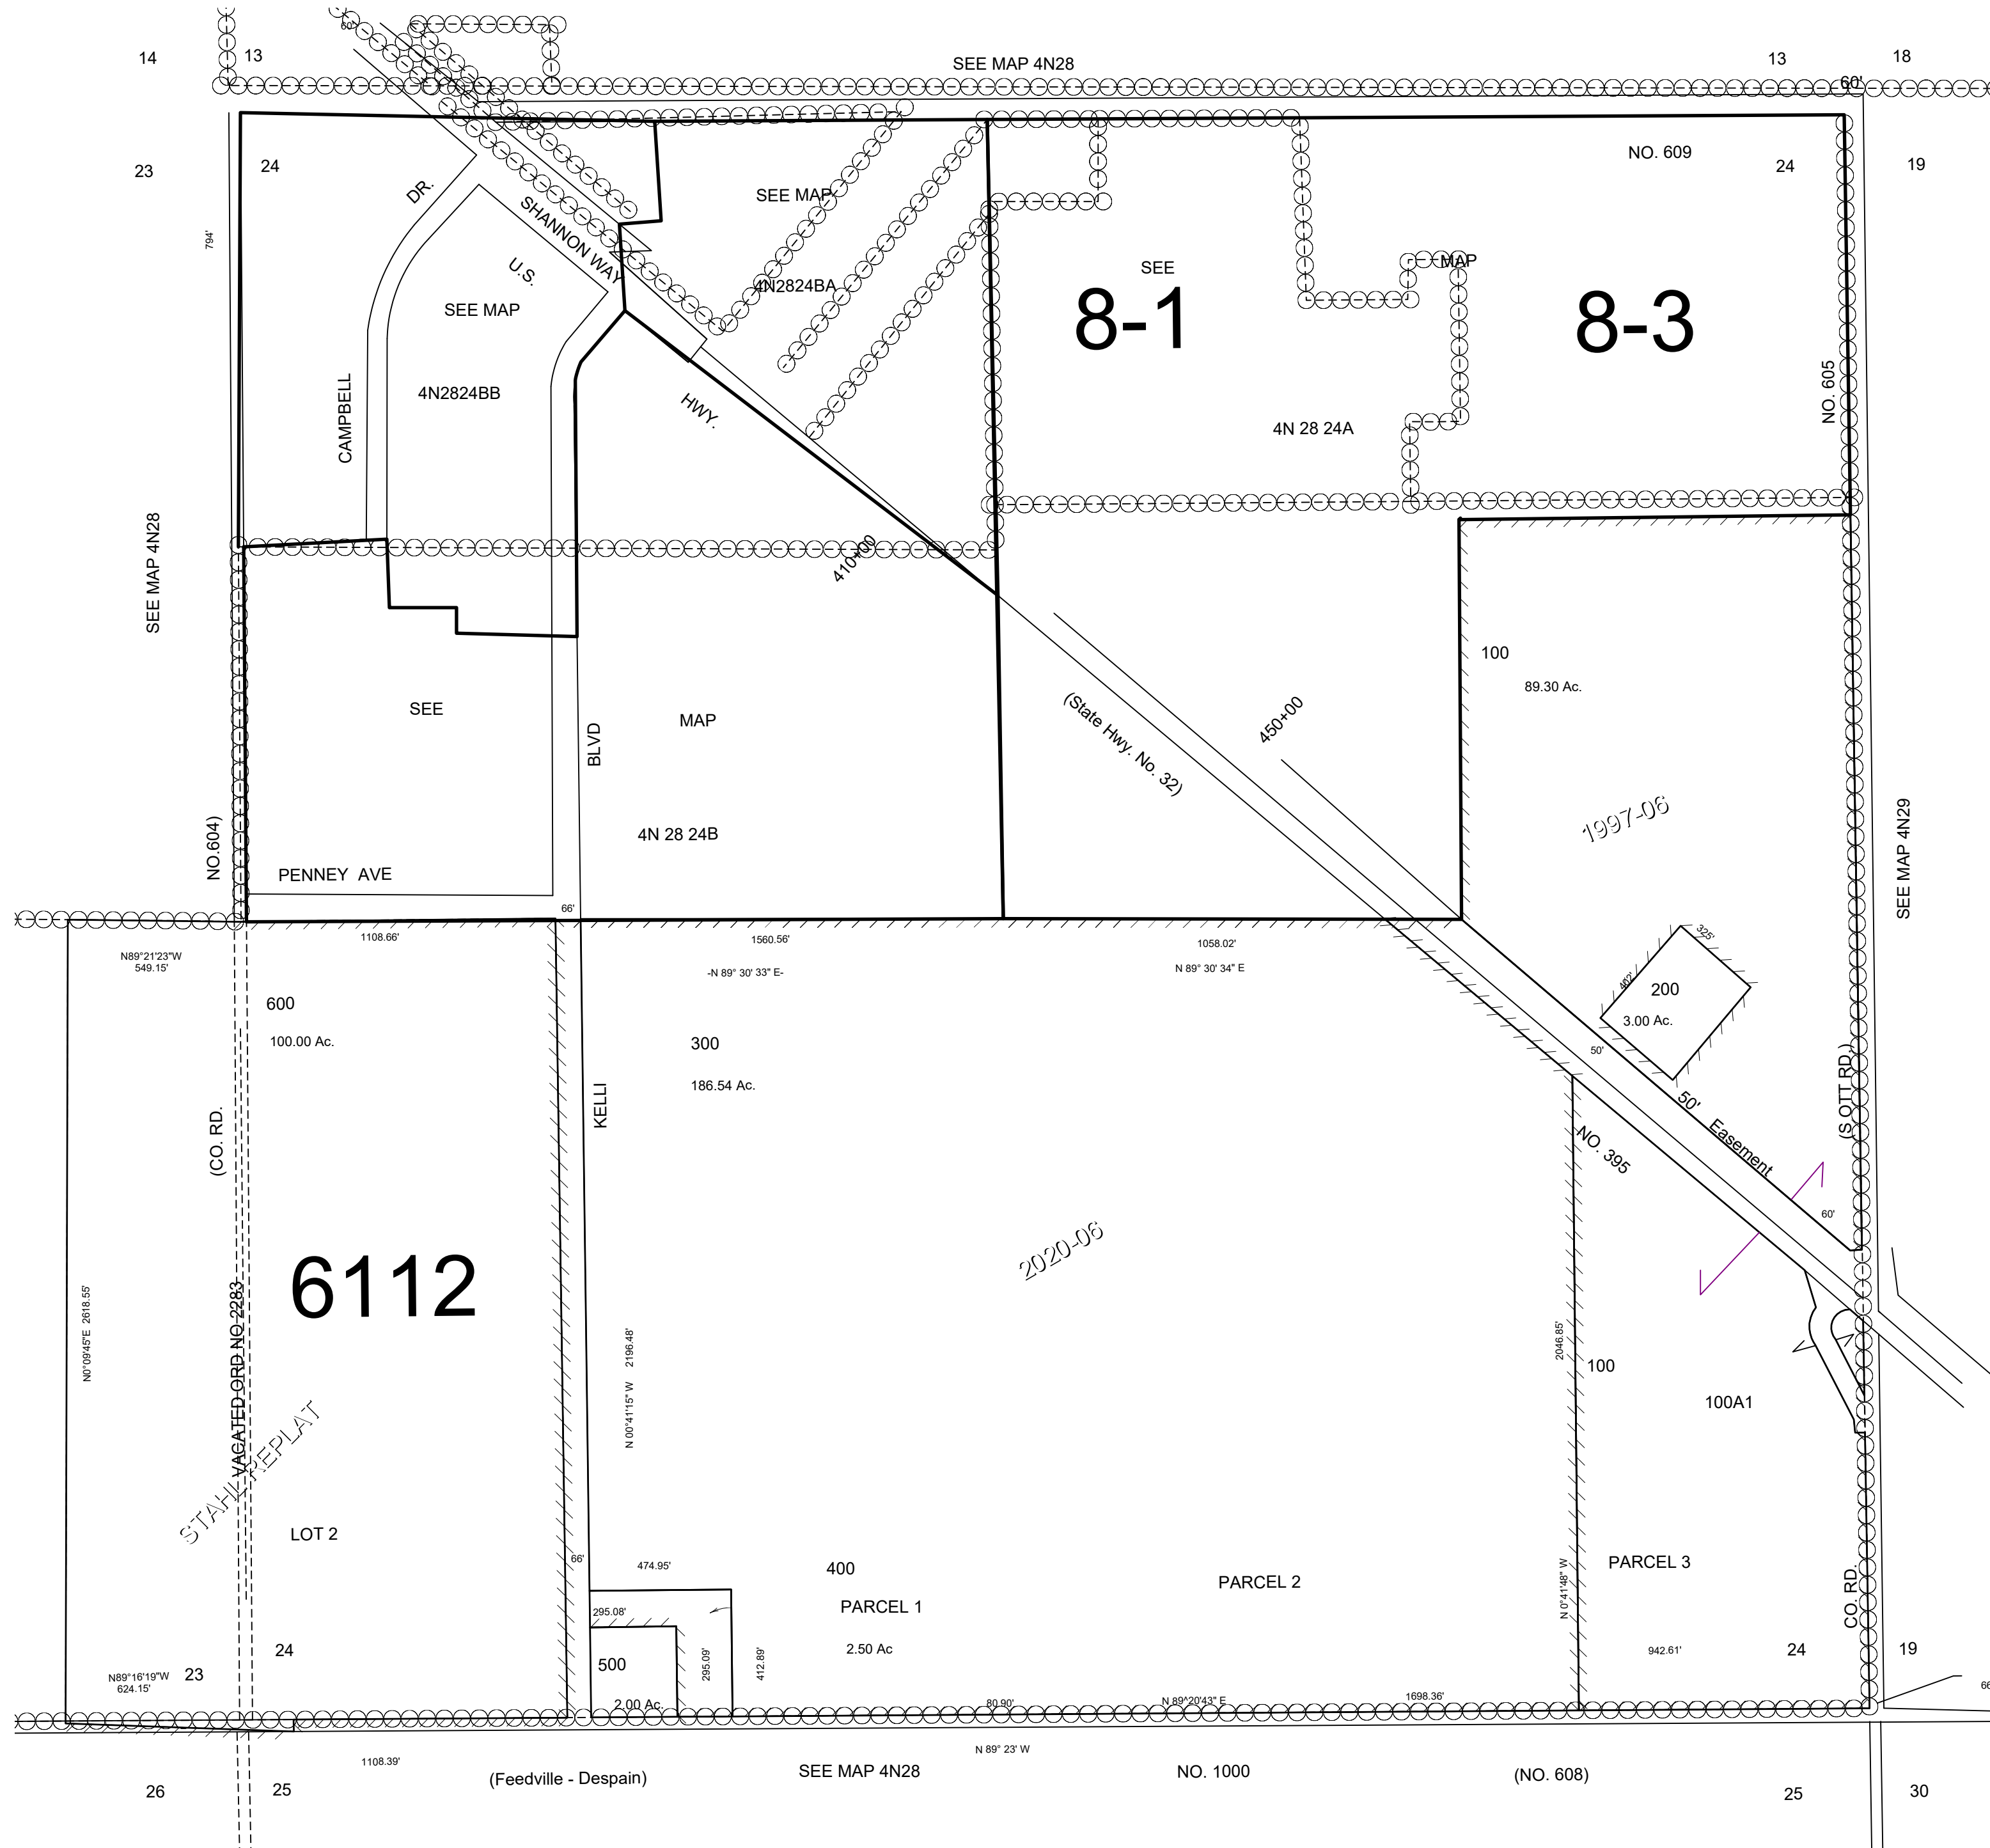 60'
14
13
SEE MAP 4N28
13
18
60'
23
24
DR.
SEE MAP
NO. 609
24
19
794'
SHANNON WAY
U.S.
SEE MAP
4N2824BA
SEE
MAP
8-1
8-3
CAMPBELL
4N2824BB
HWY.
4N 28 24A
NO. 605
SEE MAP 4N28
410+00
100
89.30 Ac.
SEE
MAP
BLVD
(State Hwy. No. 32)
450+00
1997-06
SEE MAP 4N29
NO.604)
4N 28 24B
PENNEY AVE
66'
1108.66'
1560.56'
1058.02'
325'
N89°21'23"W
549.15'
-N 89° 30' 33" E-
N 89° 30' 34" E
402'
200
3.00 Ac.
600
100.00 Ac.
300
186.54 Ac.
50'
50'
Easement
(S OTT RD.)
(CO. RD.
KELLI
NO. 395
60'
6112
2020-06
N0°09'45"E 2618.55'
VACATED ORD NO 2283
N 00°41'15" W 2196.48'
2046.85'
100
100A1
STAHL REPLAT
LOT 2
66'
474.95'
400
PARCEL 1
2.50 Ac
PARCEL 2
PARCEL 3
N 0°41'48" W
CO. RD.
295.08'
295.09'
412.89'
500
2.00 Ac.
942.61'
24
19
24
23
N89°16'19"W
624.15'
80.90'
N 89^20'43" E
1698.36'
66
1108.39'
N 89° 23' W
(Feedville - Despain)
SEE MAP 4N28
NO. 1000
(NO. 608)
26
25
25
30